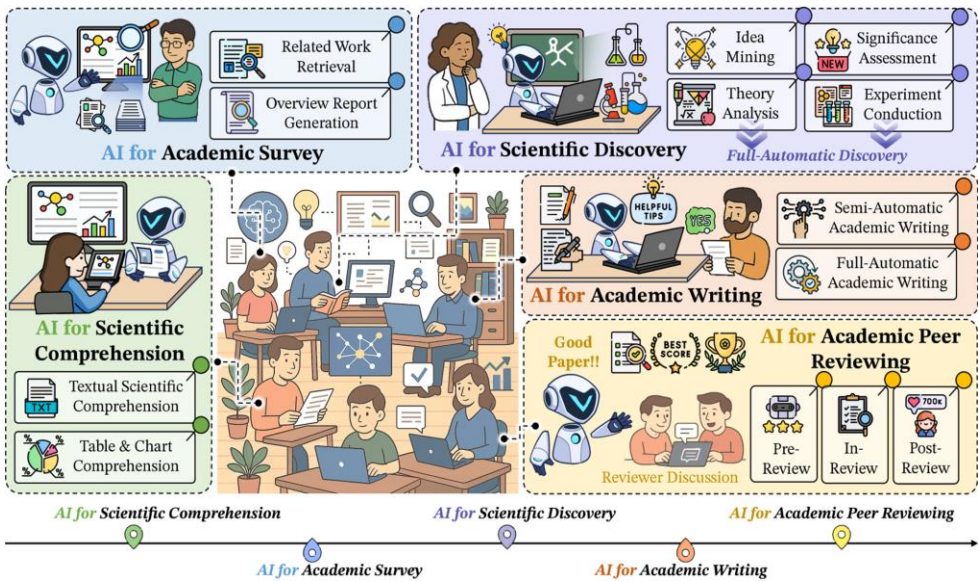 Related Work
Retrieval
Overview Report
Generation
AI for Academic Survey
Idea
Mining
Significance
Assessment
NEW
Theory
Analysis
Experiment
Conduction
AI for Scientific Discovery
Full-Automatic Discovery
AI for Scientific
Comprehension
TXT
Textual Scientific
Comprehension
Table & Chart
Comprehension
HELPFUL
TIPS
YES
Semi-Automatic
Academic Writing
Full-Automatic
Academic Writing
AI for Academic Writing
Good
Paper!!
BEST
SCORE
AI for Academic Peer
Reviewing
Reviewer Discussion
Pre-
Review
In-
Review
700K
Post-
Review
AI for Scientific Comprehension
AI for Scientific Discovery
AI for Academic Peer Reviewing
AI for Academic Survey
AI for Academic Writing